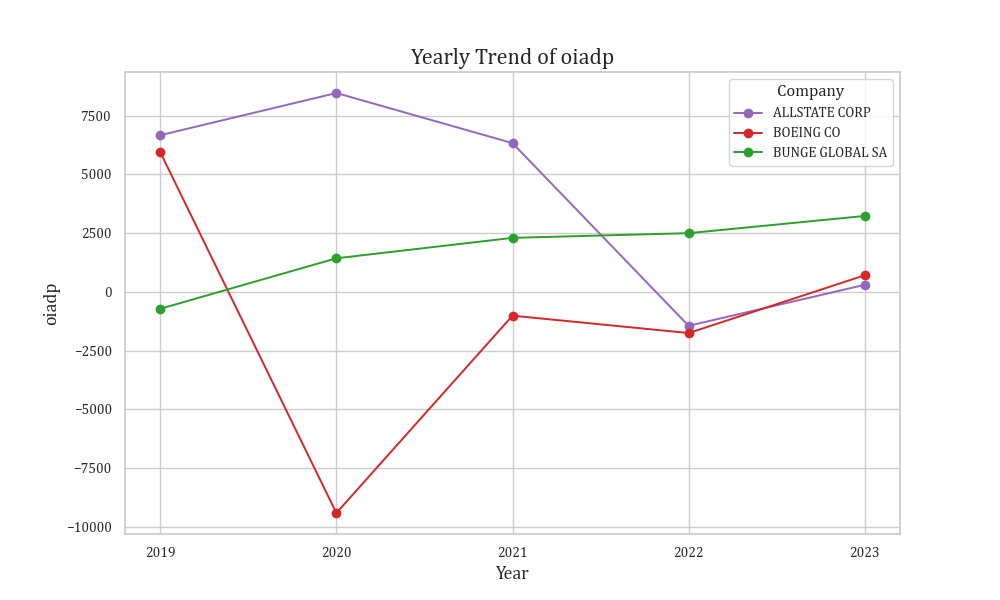 Yearly Trend of oiadp
Company
ALLSTATE CORP
BOEING CO
BUNGE GLOBAL SA
7500
5000
2500
0
−2500
−5000
−7500
−10000
oiadp
2019 2020 2021 2022 2023
Year